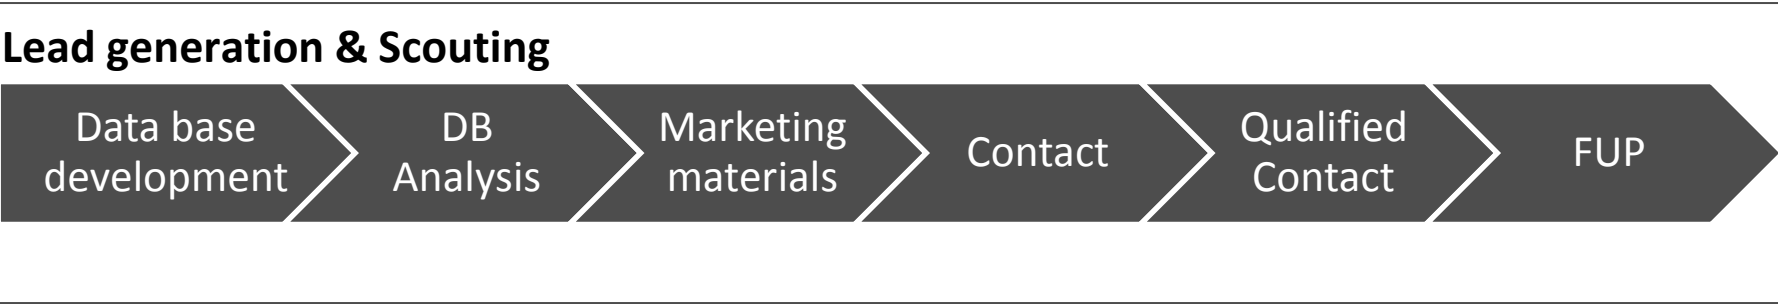 Lead generation & Scouting
Data base
development
DB
Analysis
Marketing
materials
Contact
Qualified
Contact
FUP